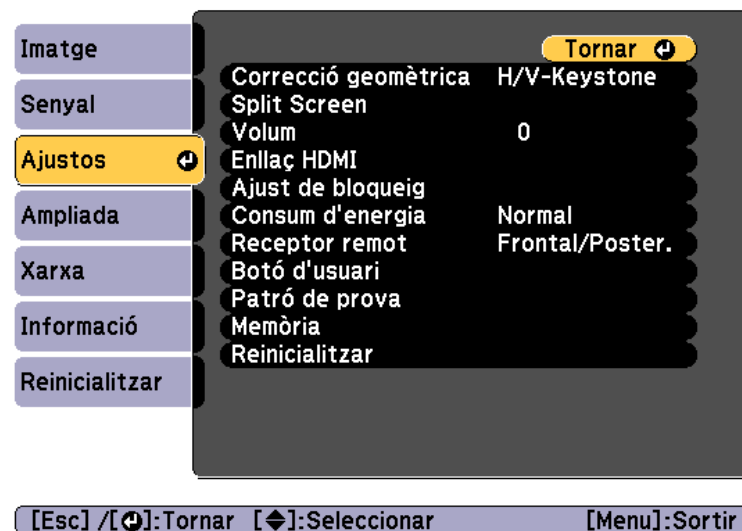 Imatge
Senyal
Ajustos
Ampliada
Xarxa
Informació
Reinicialitzar
Tornar
Correcció geomètrica H/V-Keystone
Split Screen
Volum 0
Enllaç HDMI
Ajust de bloqueig
Consum d'energia Normal
Receptor remot Frontal/Poster.
Botó d'usuari
Patró de prova
Memòria
Reinicialitzar
[Esc] /[ ]:Tornar [ ]:Seleccionar [Menu]:Sortir